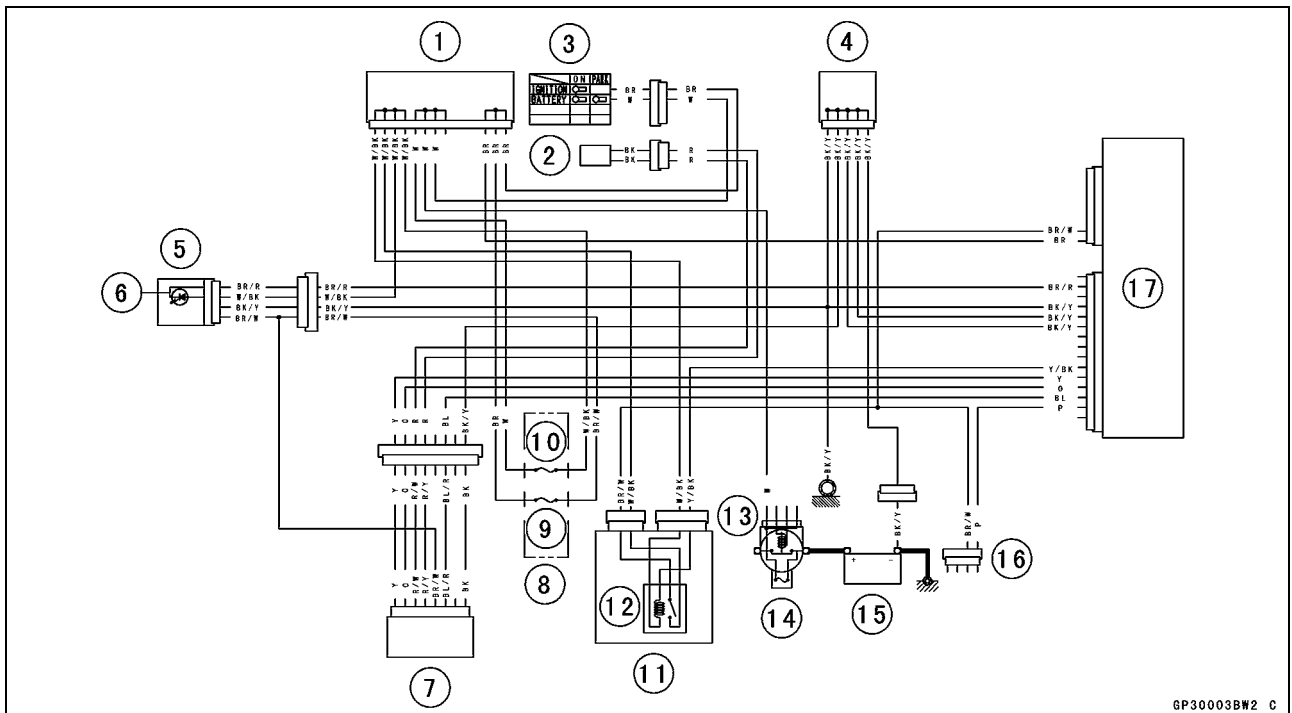 1
3
4
ON PARK
IGNITION
BATTERY
BR BR
W W
2
BK R
BK R
W/BK W/BK W/BK W/BK W W W BR BR BR
BK/Y BK/Y BK/Y BK/Y BK/Y
BR/W
BR
5
6
17
BR/R BR/R BR/R
W/BK W/BK
BK/Y BK/Y BK/Y
BR/W BR/W BK/Y
BK/Y
Y/BK
Y
O
BL
P
Y O R R BL BK/Y BR W W/BK BR/W
10
BK/Y
Y O R/W R/Y BL/R BK
9
BR/W W/BK W/BK Y/BK
13
W
BK/Y
BR/W P
16
8
Y O R/W R/Y BR/W BL/R BK
12
+ -
14
15
7
11
GP30003BW2 C